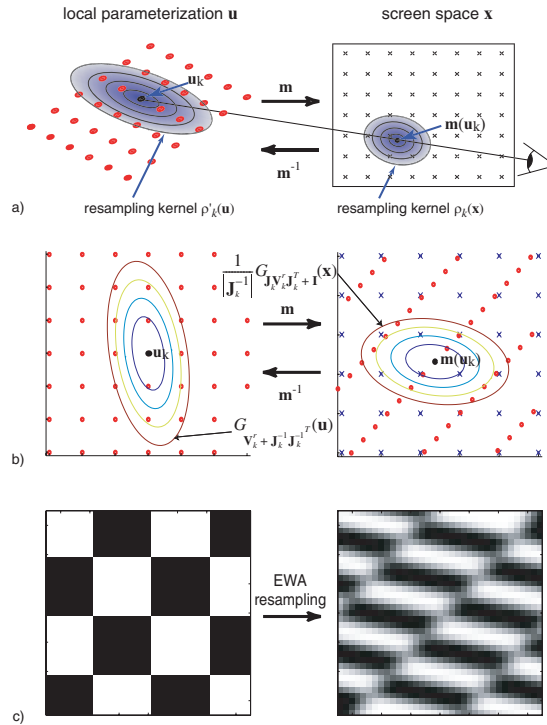 local parameterization u
screen space x
u_k
m
m(u_k)
m^-1
a)
resampling kernel ρ'_k(u)
resampling kernel ρ_k(x)
1/|J_k^-1| G_{J_k V_k^r J_k^T + I}(x)
m
u_k
m(u_k)
m^-1
G_{V_k^r + J_k^-1 J_k^-1^T}(u)
b)
EWA
resampling
c)